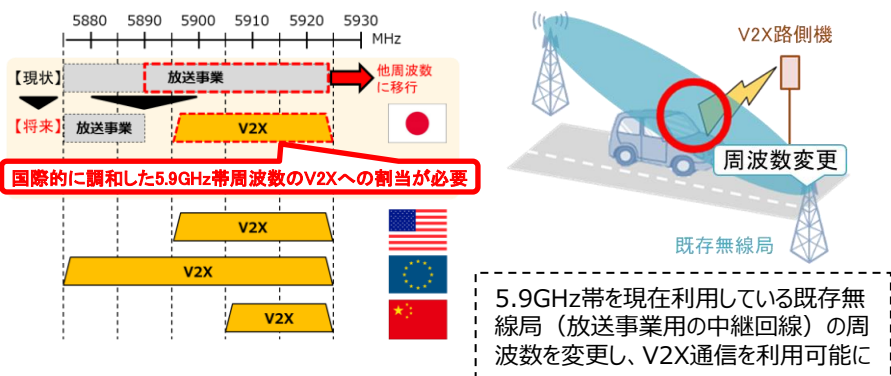 5880 5890 5900 5910 5920 5930
MHz
【現状】
放送事業
他周波数
に移行
【将来】
放送事業
V2X
国際的に調和した5.9GHz帯周波数のV2Xへの割当が必要
V2X
V2X
V2X
V2X路側機
周波数変更
既存無線局
5.9GHz帯を現在利用している既存無
線局（放送事業用の中継回線）の周
波数を変更し、V2X通信を利用可能に